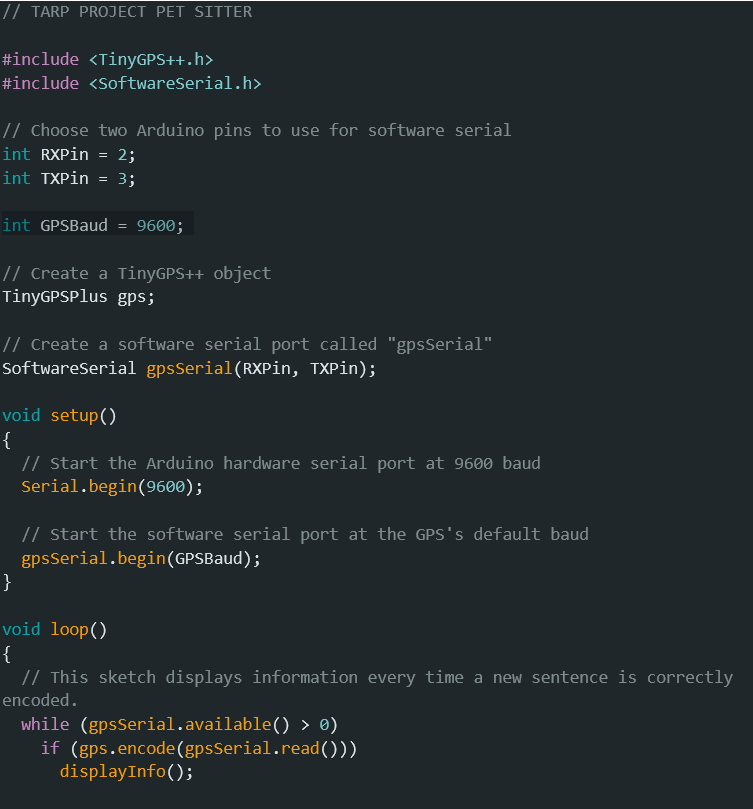 // TARP PROJECT PET SITTER
#include <TinyGPS++.h>
#include <SoftwareSerial.h>
// Choose two Arduino pins to use for software serial
int RXPin = 2;
int TXPin = 3;
int GPSBaud = 9600;
// Create a TinyGPS++ object
TinyGPSPlus gps;
// Create a software serial port called "gpsSerial"
SoftwareSerial gpsSerial(RXPin, TXPin);
void setup()
{
  // Start the Arduino hardware serial port at 9600 baud
  Serial.begin(9600);
  // Start the software serial port at the GPS's default baud
  gpsSerial.begin(GPSBaud);
}
void loop()
{
  // This sketch displays information every time a new sentence is correctly
encoded.
  while (gpsSerial.available() > 0)
    if (gps.encode(gpsSerial.read()))
      displayInfo();